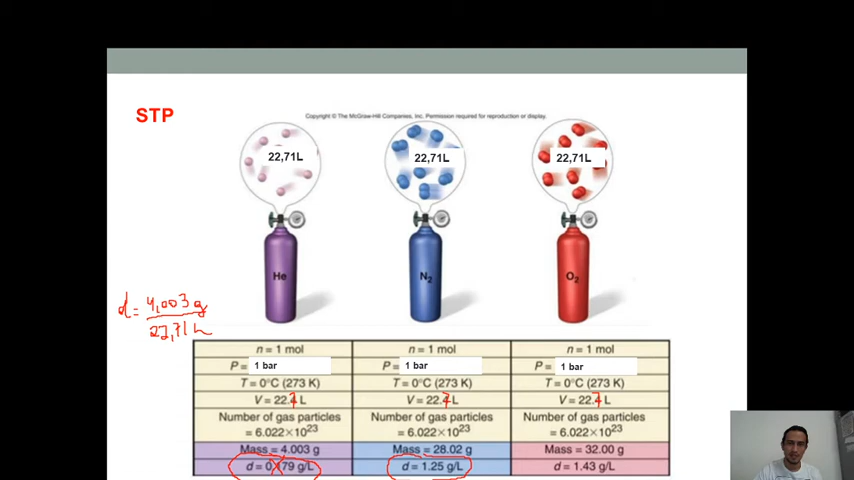 STP
Copyright © The McGraw-Hill Companies, Inc. Permission required for reproduction or display.
22,71L
22,71L
22,71L
He
N2
O2
d = 4,003 g
22,71 L
n = 1 mol
P = 1 bar
T = 0°C (273 K)
V = 22.7 L
Number of gas particles
= 6.022×10^23
Mass = 4.003 g
d = 0.179 g/L
n = 1 mol
P = 1 bar
T = 0°C (273 K)
V = 22.7 L
Number of gas particles
= 6.022×10^23
Mass = 28.02 g
d = 1.25 g/L
n = 1 mol
P = 1 bar
T = 0°C (273 K)
V = 22.7 L
Number of gas particles
= 6.022×10^23
Mass = 32.00 g
d = 1.43 g/L